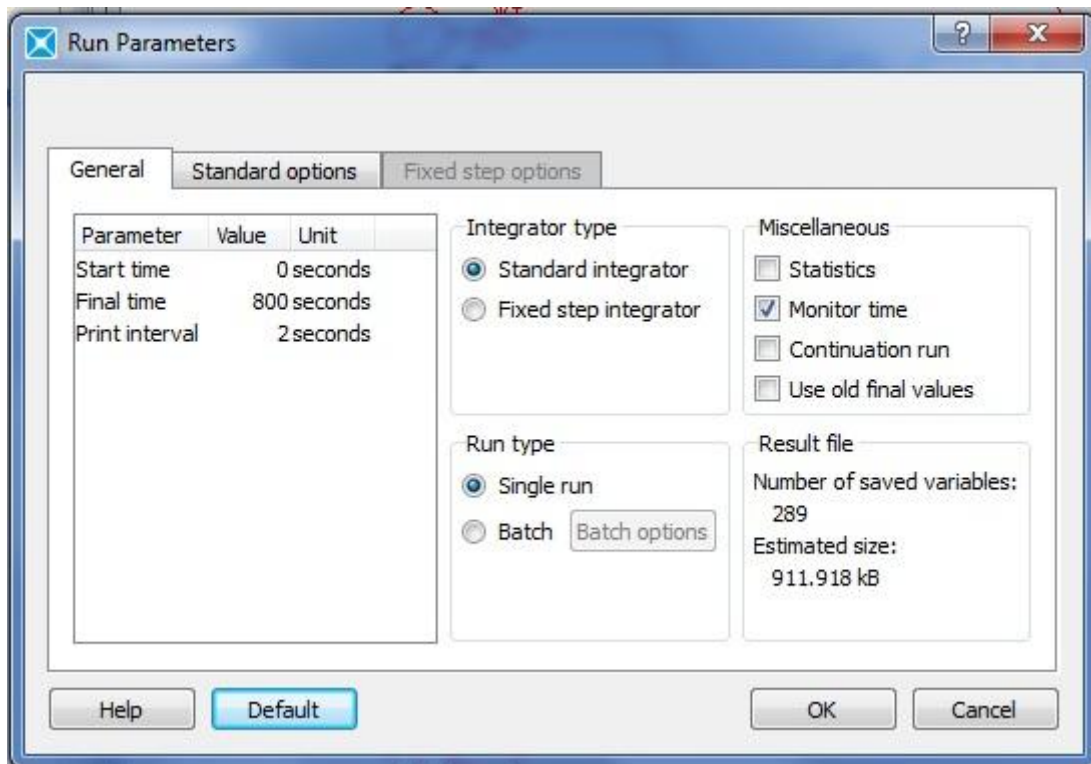 Run Parameters
General Standard options Fixed step options
Parameter Value Unit
Start time 0 seconds
Final time 800 seconds
Print interval 2 seconds
Integrator type
Standard integrator
Fixed step integrator
Miscellaneous
Statistics
Monitor time
Continuation run
Use old final values
Run type
Single run
Batch Batch options
Result file
Number of saved variables:
289
Estimated size:
911.918 kB
Help Default OK Cancel